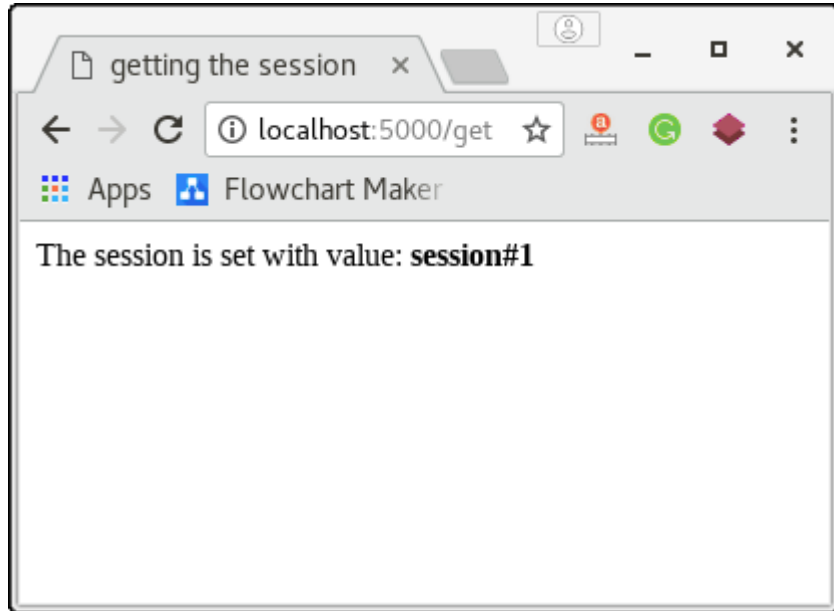 getting the session
localhost:5000/get
Apps Flowchart Maker
The session is set with value: session#1